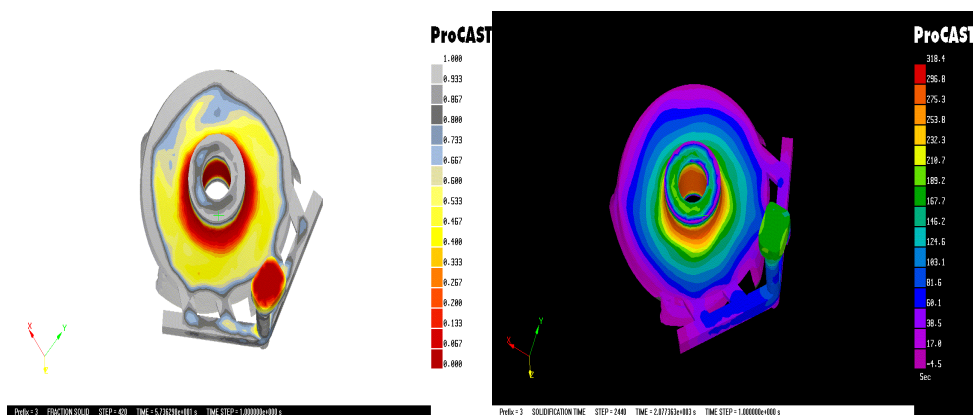 ProCAST
1.000
0.933
0.867
0.800
0.733
0.667
0.600
0.533
0.467
0.400
0.333
0.267
0.200
0.133
0.067
0.000
X
Y
Z
Prefix = 3 FRACTION SOLID STEP = 420 TIME = 5.736298e+001 s TIME STEP = 1.000000e+000 s
ProCAST
318.4
296.8
275.3
253.8
232.3
210.7
189.2
167.7
146.2
124.6
103.1
81.6
60.1
38.5
17.0
-4.5
Sec
X
Y
Z
Prefix = 3 SOLIDIFICATION TIME STEP = 2440 TIME = 2.077363e+003 s TIME STEP = 1.000000e+000 s